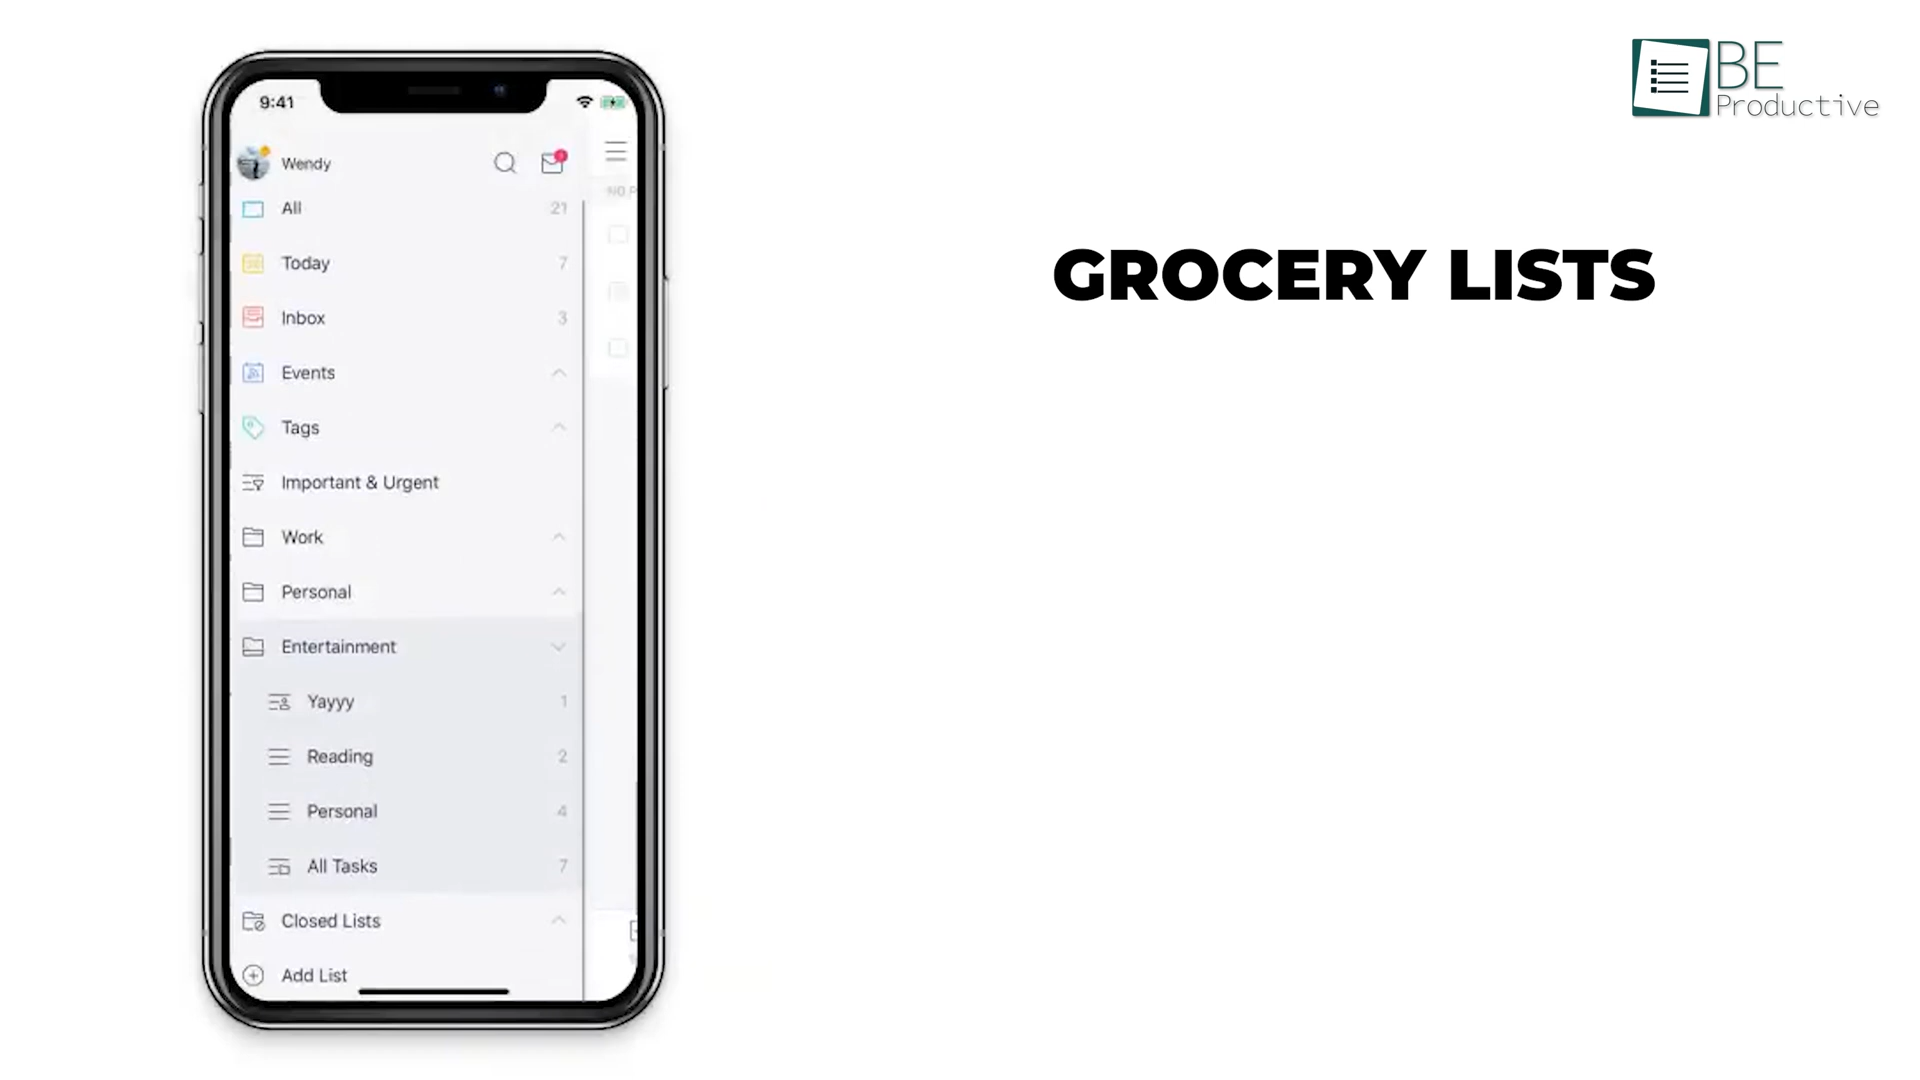 9:41
Wendy
All 21
Today 7
Inbox 3
Events
Tags
Important & Urgent
Work
Personal
Entertainment
Yayyy 1
Reading 2
Personal 4
All Tasks 7
Closed Lists
Add List
NO P
GROCERY LISTS
BE
Productive